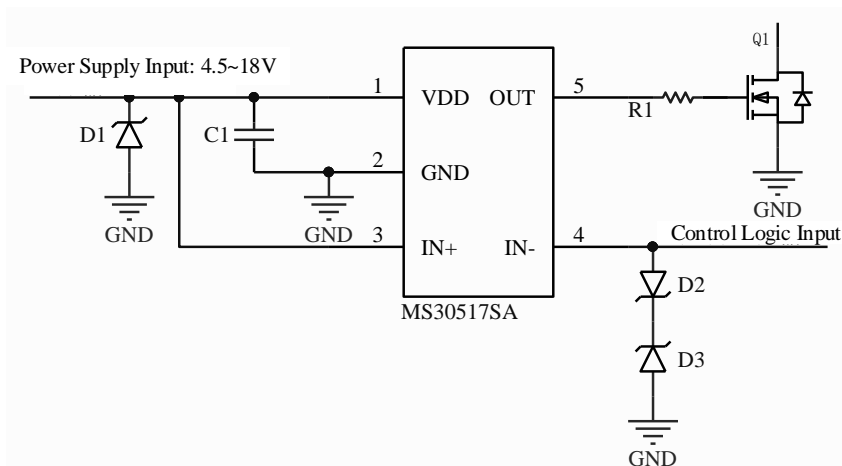 Q1
Power Supply Input: 4.5~18V
1
VDD
OUT
5
R1
D1
C1
2
GND
GND
GND
GND
3
IN+
IN-
4
Control Logic Input
MS30517SA
D2
D3
GND